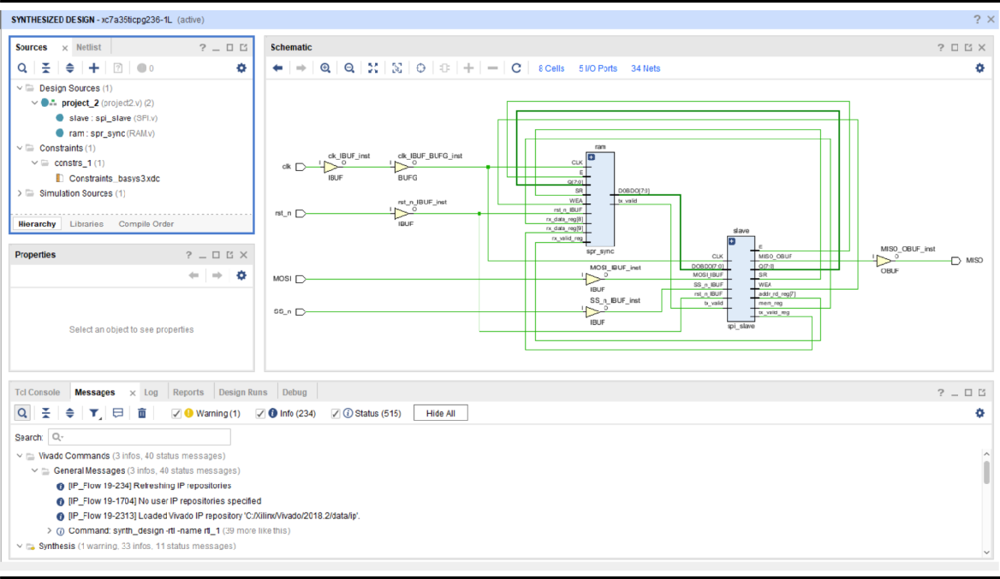 SYNTHESIZED DESIGN - xc7a35ticpg236-1L (active)
Sources
Netlist
0
Design Sources (1)
project_2 (project2.v) (2)
slave : spi_slave (SPI.v)
ram : spr_sync (RAM.v)
Constraints (1)
constrs_1 (1)
Constraints_basys3.xdc
Simulation Sources (1)
Hierarchy Libraries Compile Order
Properties
Select an object to see properties
Schematic
8 Cells 5 I/O Ports 34 Nets
clk
clk_IBUF_inst
I O
IBUF
clk_IBUF_BUFG_inst
I O
BUFG
rst_n
rst_n_IBUF_inst
I O
IBUF
MOSI
SS_n
ram
CLK
E
Q[7:0]
SR
WEA
rst_n_IBUF
rx_data_reg[8]
rx_data_reg[9]
rx_valid_reg
DOBDO[7:0]
tx_valid
spr_sync
MOSI_IBUF_inst
I O
IBUF
SS_n_IBUF_inst
I O
IBUF
slave
CLK
DOBDO[7:0]
MOSI_IBUF
SS_n_IBUF
rst_n_IBUF
tx_valid
E
MISO_OBUF
Q[7:0]
SR
WEA
addr_rd_reg[7]
mem_reg
tx_valid_reg
spi_slave
MISO_OBUF_inst
I O
OBUF
MISO
Tcl Console Messages Log Reports Design Runs Debug
Warning (1) Info (234) Status (515) Hide All
Search:
Vivado Commands (3 infos, 40 status messages)
General Messages (3 infos, 40 status messages)
[IP_Flow 19-234] Refreshing IP repositories
[IP_Flow 19-1704] No user IP repositories specified
[IP_Flow 19-2313] Loaded Vivado IP repository 'C:/Xilinx/Vivado/2018.2/data/ip'.
Command: synth_design -rtl -name rtl_1 (39 more like this)
Synthesis (1 warning, 33 infos, 11 status messages)